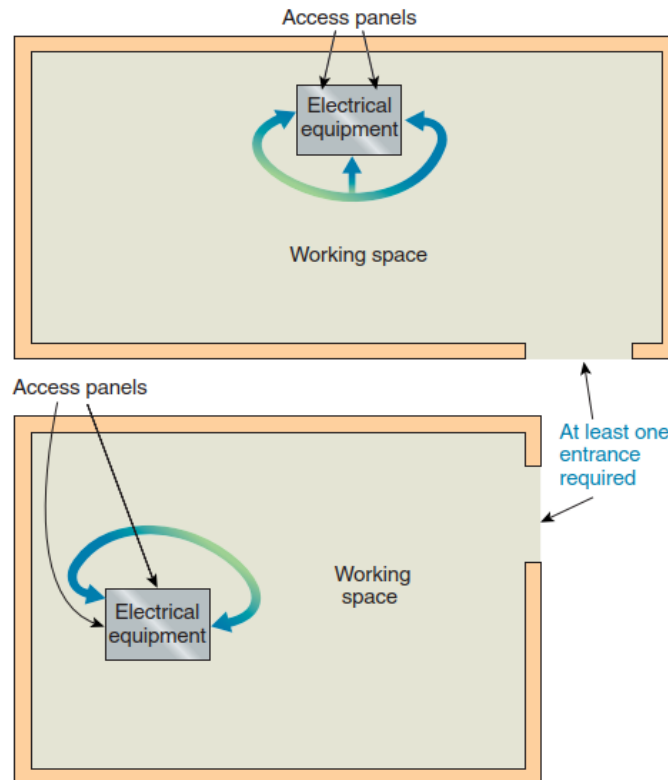 Access panels
Electrical
equipment
Working space
Access panels
At least one
entrance
required
Working
space
Electrical
equipment